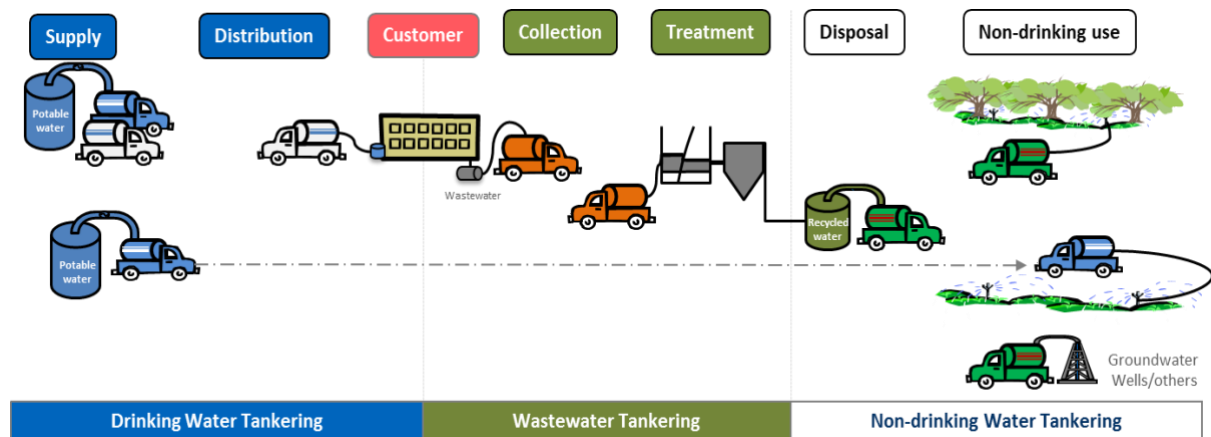 Supply
Distribution
Customer
Collection
Treatment
Disposal
Non-drinking use
Potable
water
Wastewater
Recycled
water
Potable
water
Groundwater
Wells/others
Drinking Water Tankering
Wastewater Tankering
Non-drinking Water Tankering